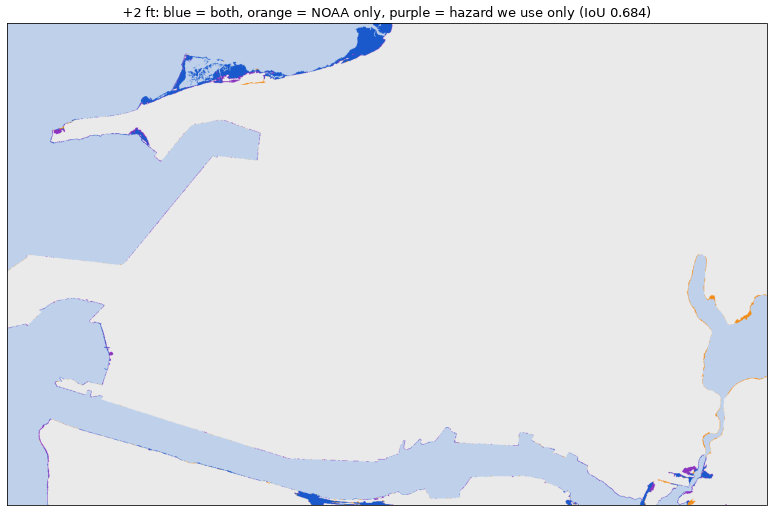 +2 ft: blue = both, orange = NOAA only, purple = hazard we use only (IoU 0.684)